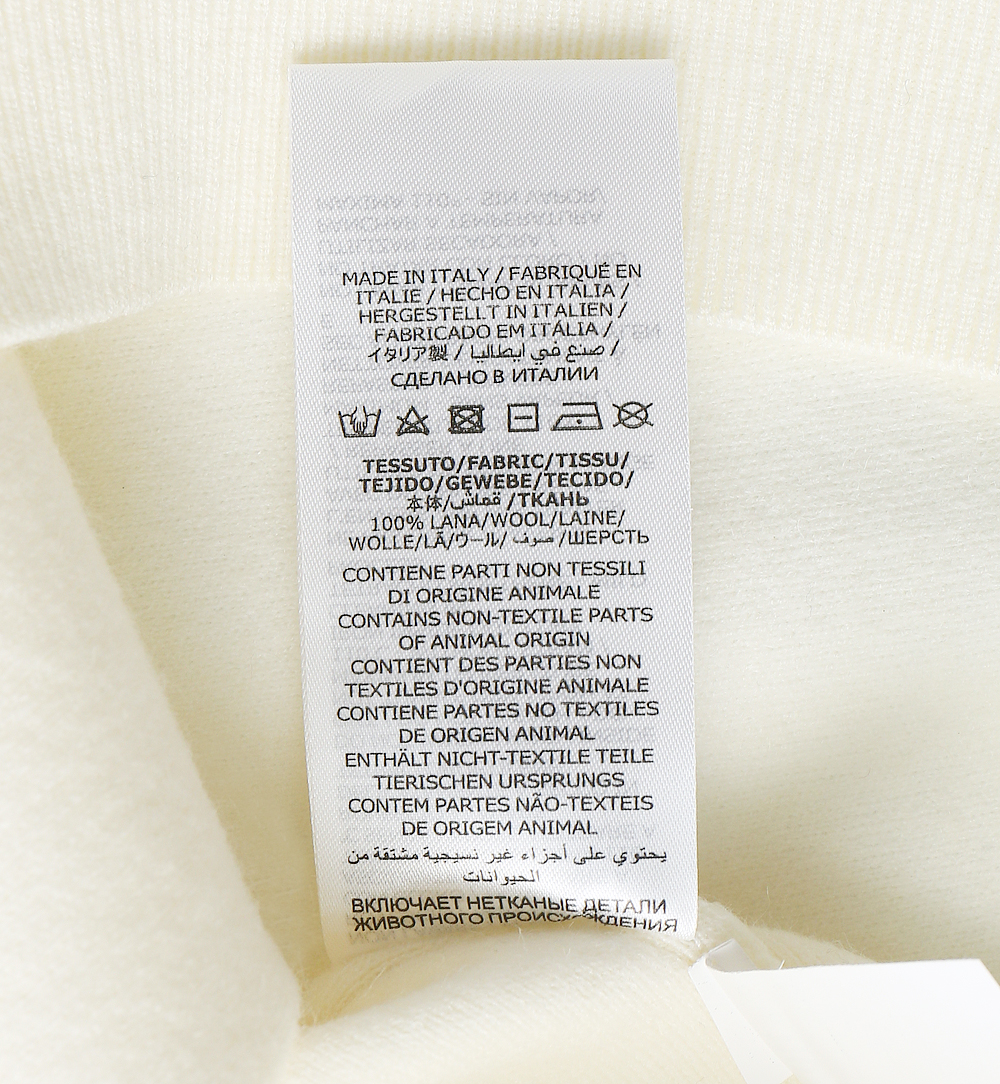 MADE IN ITALY / FABRIQUÉ EN
ITALIE / HECHO EN ITALIA /
HERGESTELLT IN ITALIEN /
FABRICADO EM ITÁLIA /
イタリア製 / صنع في ايطاليا /
СДЕЛАНО В ИТАЛИИ
TESSUTO/FABRIC/TISSU/
TEJIDO/GEWEBE/TECIDO/
本体/قماش /ТКАНЬ
100% LANA/WOOL/LAINE/
WOLLE/LÃ/ウール/ صوف /ШЕРСТЬ
CONTIENE PARTI NON TESSILI
DI ORIGINE ANIMALE
CONTAINS NON-TEXTILE PARTS
OF ANIMAL ORIGIN
CONTIENT DES PARTIES NON
TEXTILES D'ORIGINE ANIMALE
CONTIENE PARTES NO TEXTILES
DE ORIGEN ANIMAL
ENTHÄLT NICHT-TEXTILE TEILE
TIERISCHEN URSPRUNGS
CONTEM PARTES NÃO-TEXTEIS
DE ORIGEM ANIMAL
يحتوي على أجزاء غير نسيجية مشتقة من
الحيوانات
ВКЛЮЧАЕТ НЕТКАНЫЕ ДЕТАЛИ
ЖИВОТНОГО ПРОИСХОЖДЕНИЯ